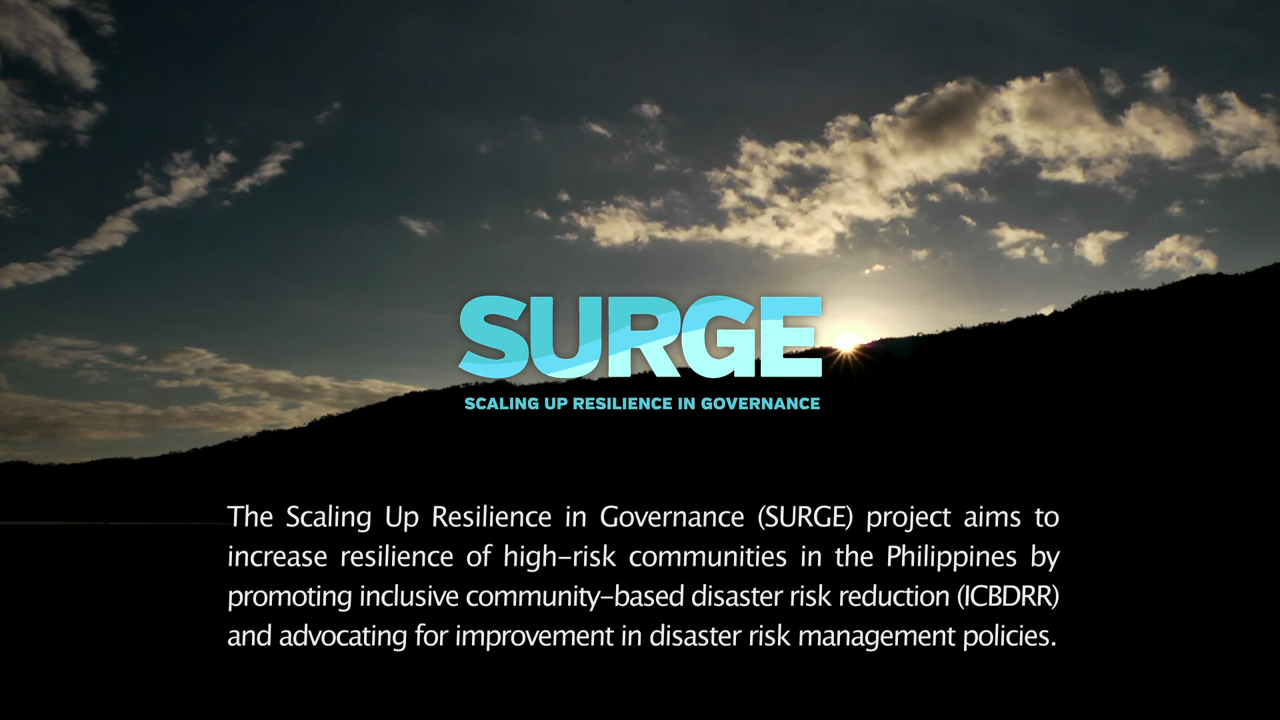 SURGE
SCALING UP RESILIENCE IN GOVERNANCE
The Scaling Up Resilience in Governance (SURGE) project aims to
increase resilience of high-risk communities in the Philippines by
promoting inclusive community-based disaster risk reduction (ICBDRR)
and advocating for improvement in disaster risk management policies.